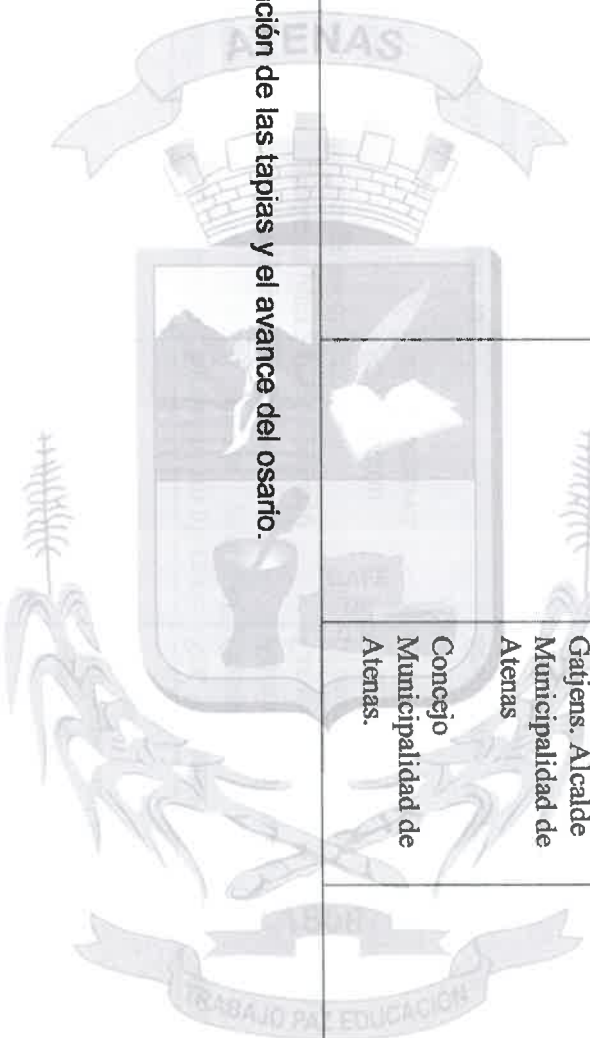 Gatjens. Alcalde
Municipalidad de
Atenas
Concejo
Municipalidad de
Atenas.
ción de las tapias y el avance del osario.
ATENAS
TRABAJO PAZ EDUCACIÓN